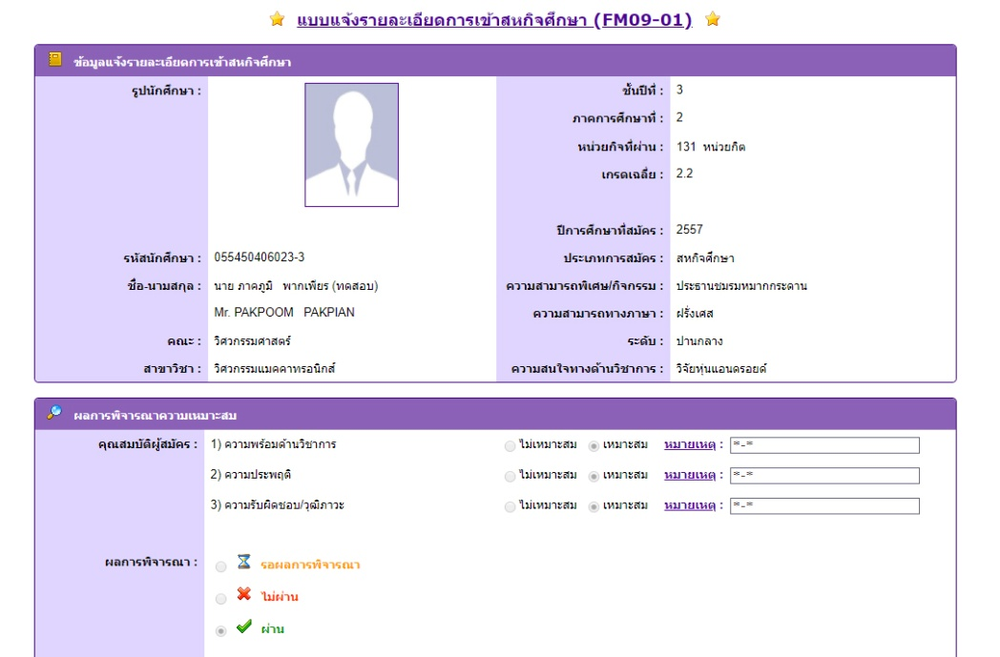 แบบแจ้งรายละเอียดการเข้าสหกิจศึกษา (FM09-01)
ข้อมูลแจ้งรายละเอียดการเข้าสหกิจศึกษา
รูปนักศึกษา :
ชั้นปีที่ : 3
ภาคการศึกษาที่ : 2
หน่วยกิจที่ผ่าน : 131 หน่วยกิต
เกรดเฉลี่ย : 2.2
ปีการศึกษาที่สมัคร : 2557
รหัสนักศึกษา : 055450406023-3 ประเภทการสมัคร : สหกิจศึกษา
ชื่อ-นามสกุล : นาย ภาคภูมิ พากเพียร (ทดสอบ) ความสามารถพิเศษ/กิจกรรม : ประธานชมรมหมากกระดาน
Mr. PAKPOOM PAKPIAN ความสามารถทางภาษา : ฝรั่งเศส
คณะ : วิศวกรรมศาสตร์ ระดับ : ปานกลาง
สาขาวิชา : วิศวกรรมแมคคาทรอนิกส์ ความสนใจทางด้านวิชาการ : วิจัยหุ่นแอนดรอยด์
ผลการพิจารณาความเหมาะสม
คุณสมบัติผู้สมัคร : 1) ความพร้อมด้านวิชาการ ไม่เหมาะสม เหมาะสม หมายเหตุ : *-*
2) ความประพฤติ ไม่เหมาะสม เหมาะสม หมายเหตุ : *-*
3) ความรับผิดชอบ/วุฒิภาวะ ไม่เหมาะสม เหมาะสม หมายเหตุ : *-*
ผลการพิจารณา : รอผลการพิจารณา
ไม่ผ่าน
ผ่าน